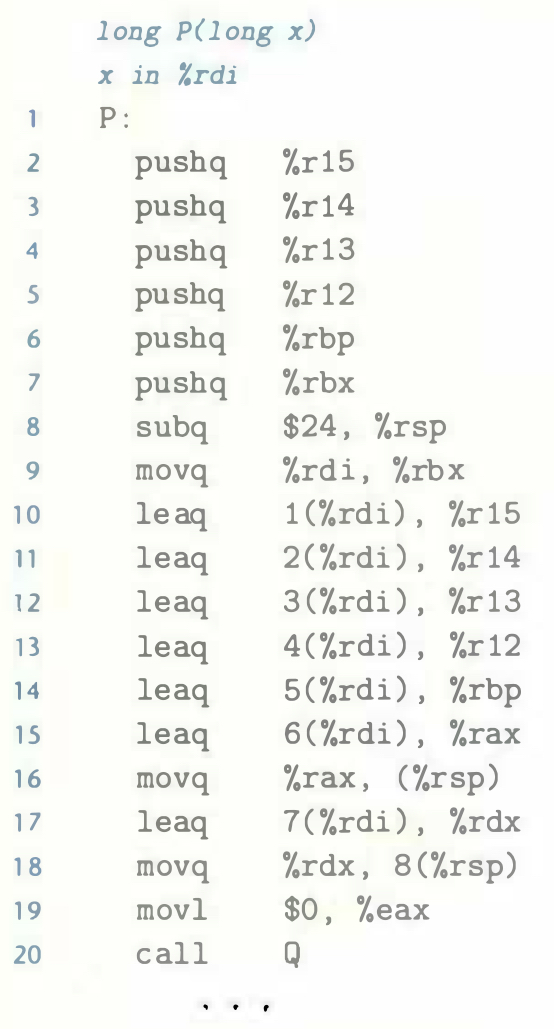 long P(long x)
x in %rdi
1 P:
2 pushq %r15
3 pushq %r14
4 pushq %r13
5 pushq %r12
6 pushq %rbp
7 pushq %rbx
8 subq $24, %rsp
9 movq %rdi, %rbx
10 leaq 1(%rdi), %r15
11 leaq 2(%rdi), %r14
12 leaq 3(%rdi), %r13
13 leaq 4(%rdi), %r12
14 leaq 5(%rdi), %rbp
15 leaq 6(%rdi), %rax
16 movq %rax, (%rsp)
17 leaq 7(%rdi), %rdx
18 movq %rdx, 8(%rsp)
19 movl $0, %eax
20 call Q
. . .